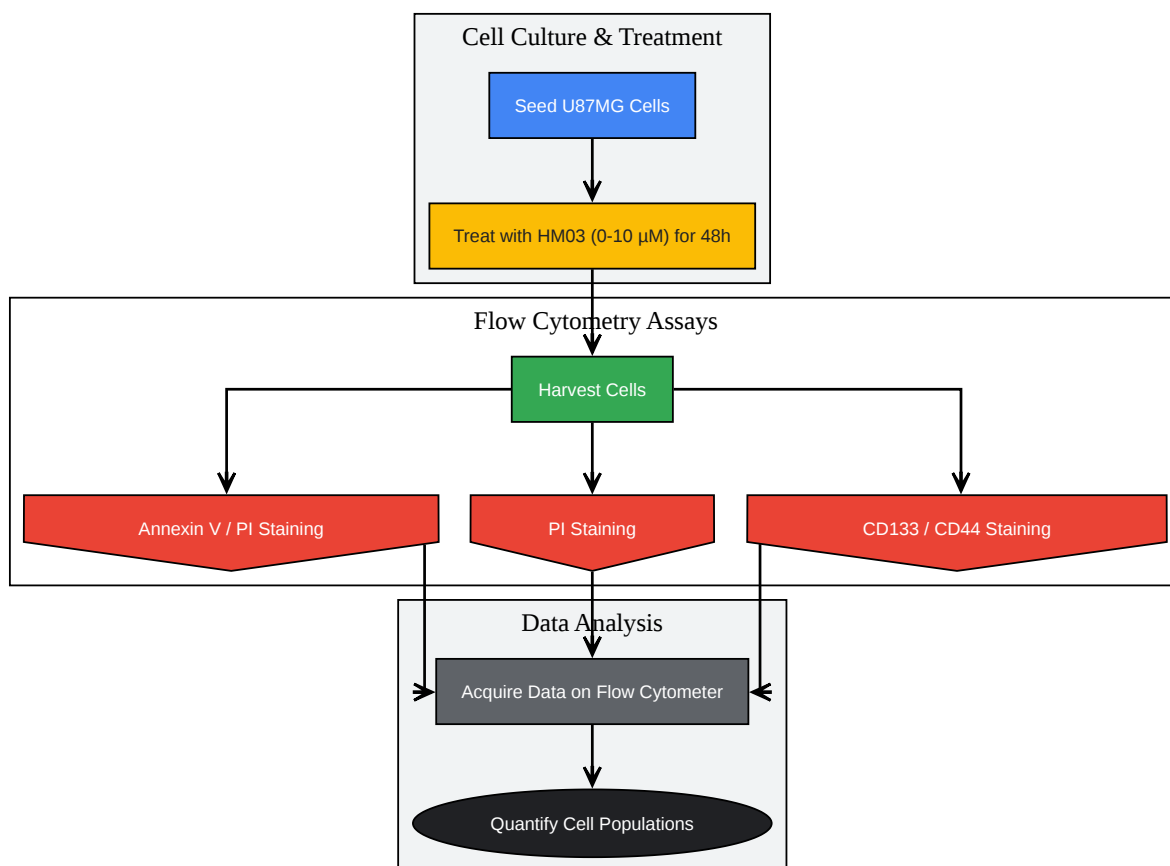 Cell Culture & Treatment
Seed U87MG Cells
Treat with HM03 (0-10 µM) for 48h
Flow Cytometry Assays
Harvest Cells
Annexin V / PI Staining
PI Staining
CD133 / CD44 Staining
Data Analysis
Acquire Data on Flow Cytometer
Quantify Cell Populations